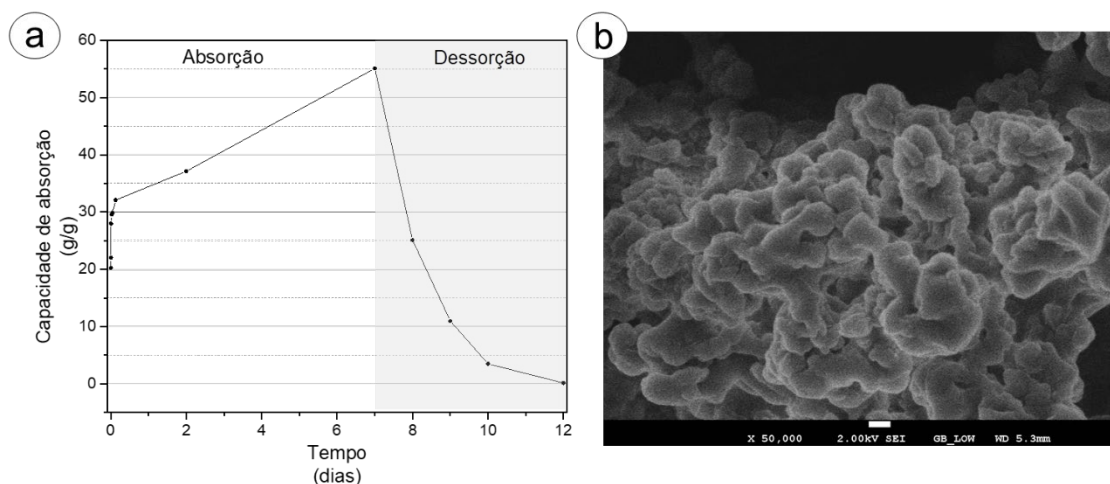 a
Absorção
Dessorção
60
50
40
30
20
10
0
Capacidade de absorção
(g/g)
0 2 4 6 8 10 12
Tempo
(dias)
b
X 50,000 2.00kV SEI GB_LOW WD 5.3mm